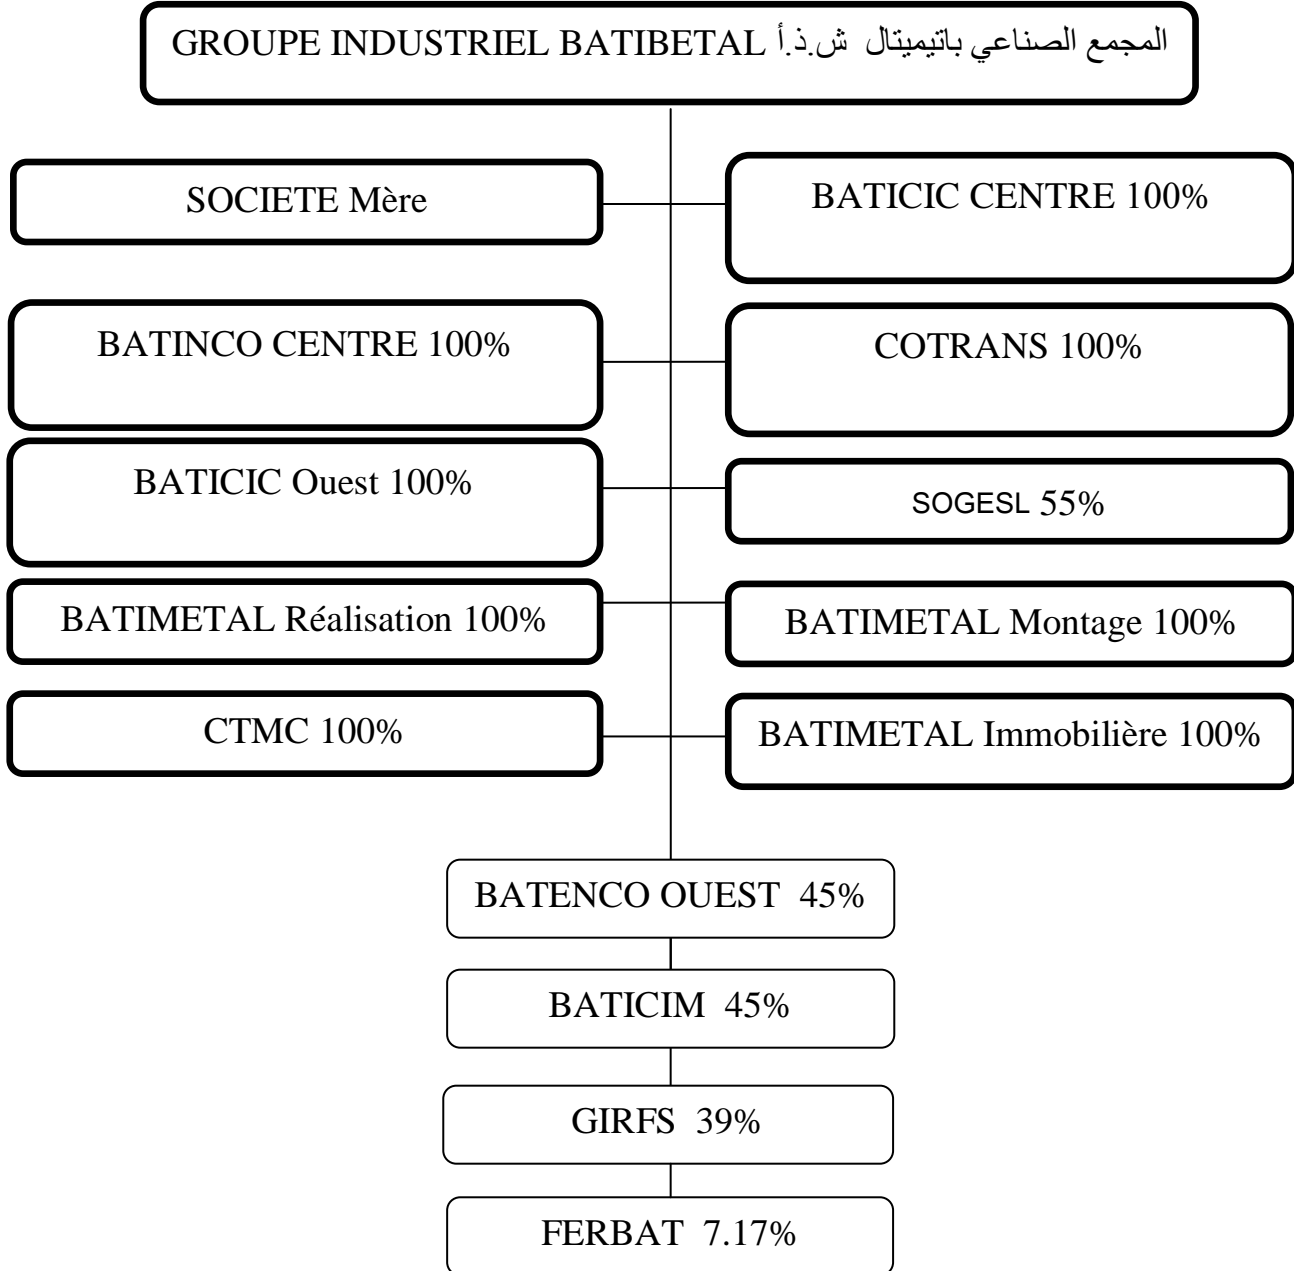 GROUPE INDUSTRIEL BATIBETAL المجمع الصناعي باتيميتال ش.ذ.أ
SOCIETE Mère
BATICIC CENTRE 100%
BATINCO CENTRE 100%
COTRANS 100%
BATICIC Ouest 100%
SOGESL 55%
BATIMETAL Réalisation 100%
BATIMETAL Montage 100%
CTMC 100%
BATIMETAL Immobilière 100%
BATENCO OUEST 45%
BATICIM 45%
GIRFS 39%
FERBAT 7.17%